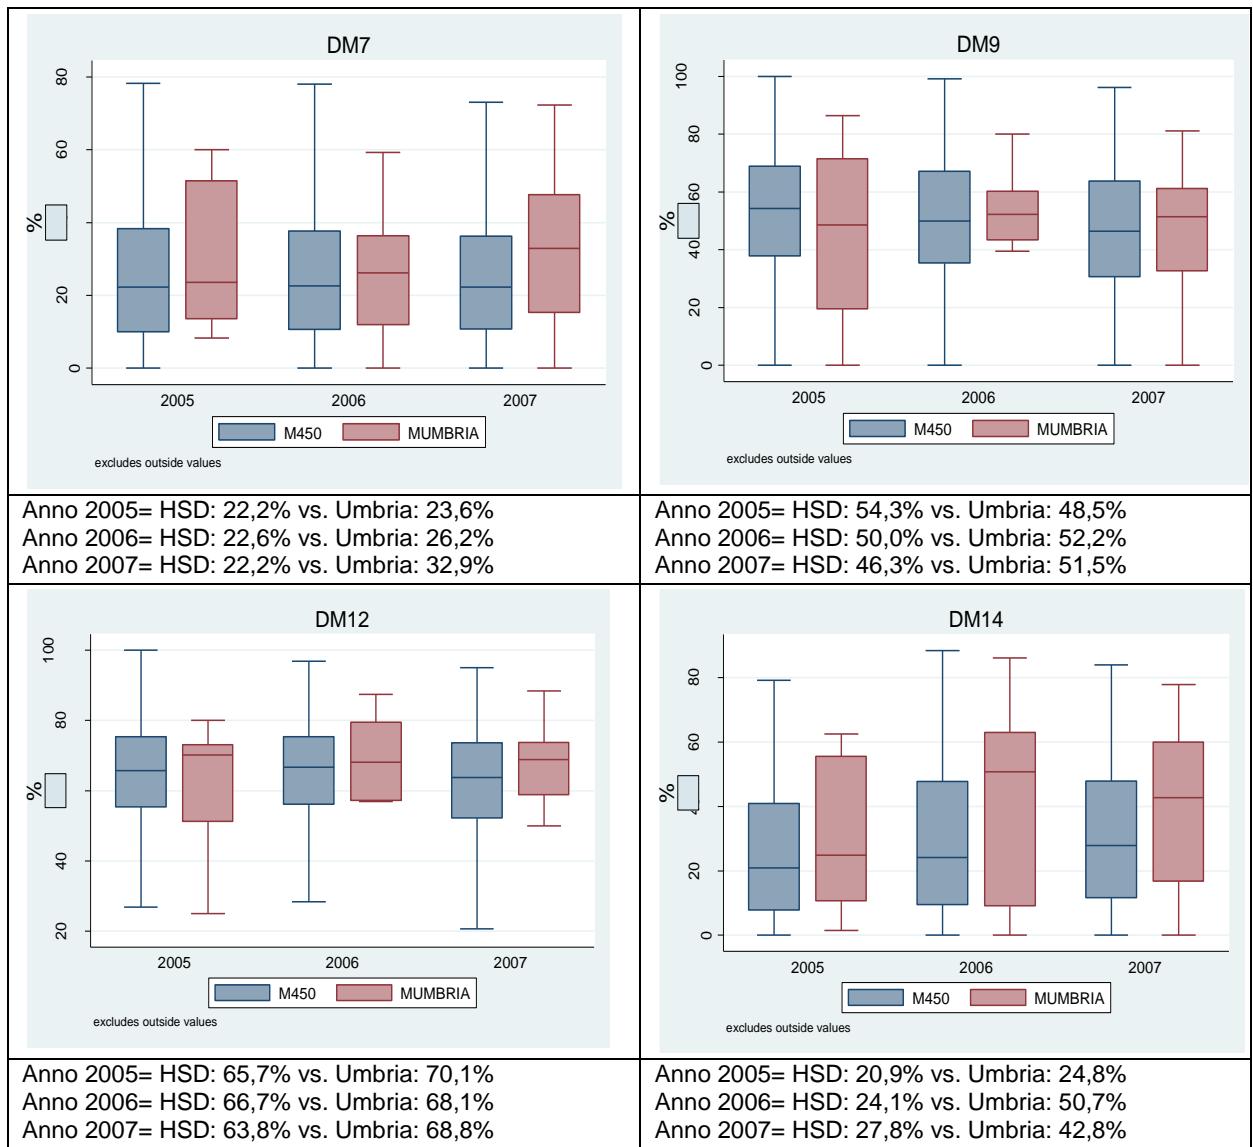 DM7
80
60
%
20
0
2005 2006 2007
M450 MUMBRIA
excludes outside values
DM9
100
80
60
%
40
20
0
2005 2006 2007
M450 MUMBRIA
excludes outside values
Anno 2005= HSD: 22,2% vs. Umbria: 23,6%
Anno 2006= HSD: 22,6% vs. Umbria: 26,2%
Anno 2007= HSD: 22,2% vs. Umbria: 32,9%
Anno 2005= HSD: 54,3% vs. Umbria: 48,5%
Anno 2006= HSD: 50,0% vs. Umbria: 52,2%
Anno 2007= HSD: 46,3% vs. Umbria: 51,5%
DM12
100
80
%
40
20
2005 2006 2007
M450 MUMBRIA
excludes outside values
DM14
80
60
%
20
0
2005 2006 2007
M450 MUMBRIA
excludes outside values
Anno 2005= HSD: 65,7% vs. Umbria: 70,1%
Anno 2006= HSD: 66,7% vs. Umbria: 68,1%
Anno 2007= HSD: 63,8% vs. Umbria: 68,8%
Anno 2005= HSD: 20,9% vs. Umbria: 24,8%
Anno 2006= HSD: 24,1% vs. Umbria: 50,7%
Anno 2007= HSD: 27,8% vs. Umbria: 42,8%